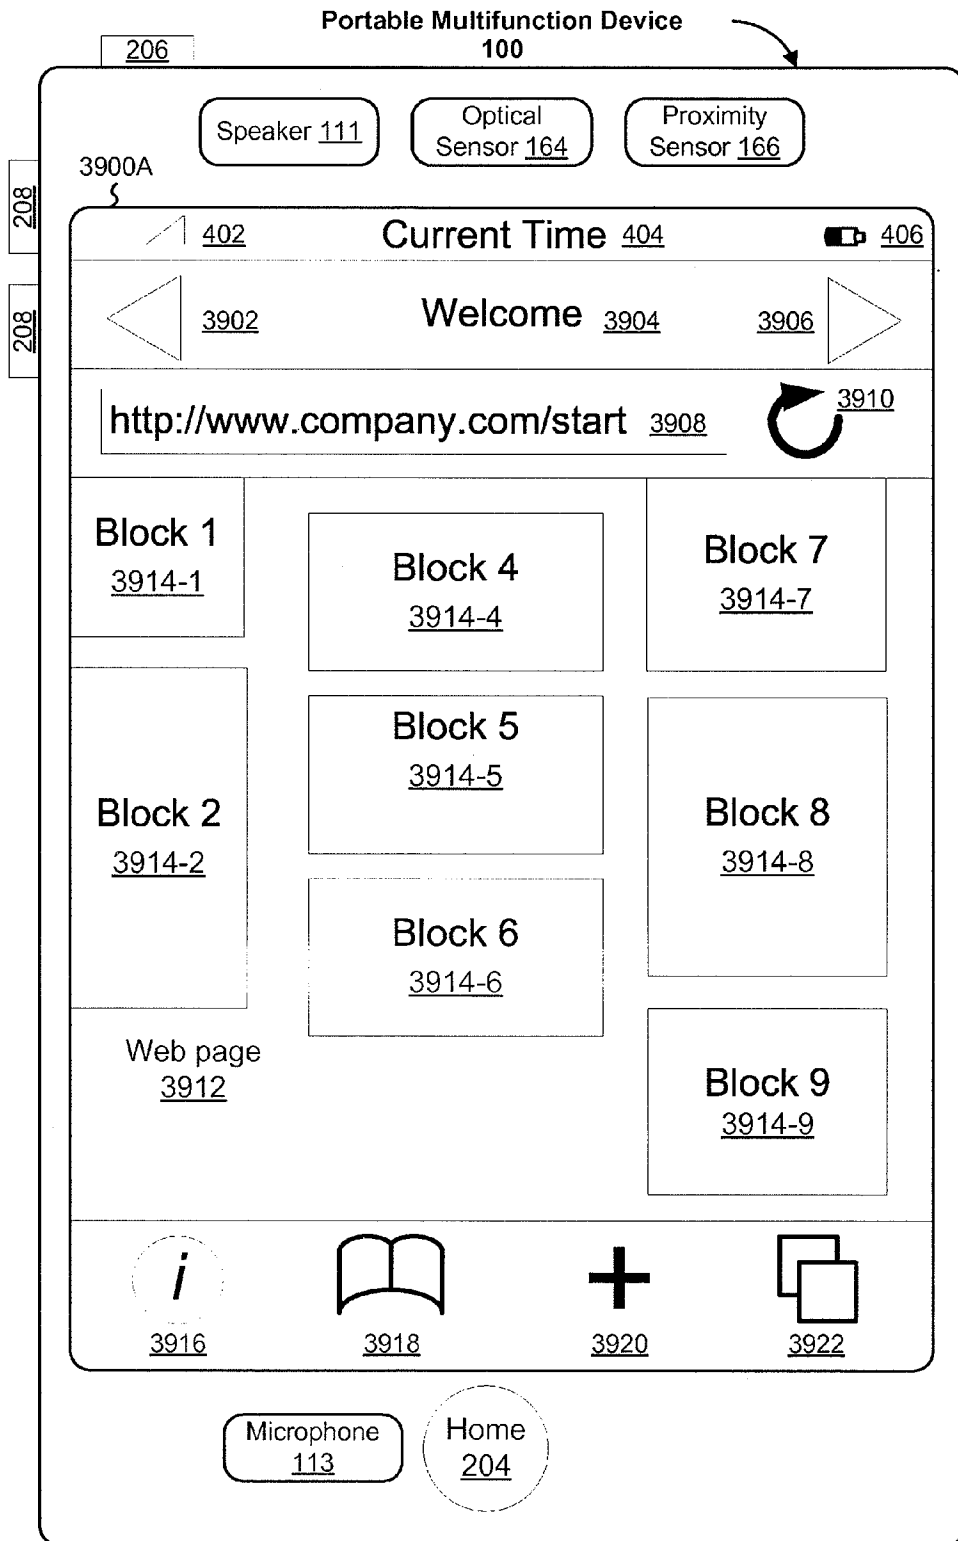 Portable Multifunction Device
100
206
Speaker 111
Optical
Sensor 164
Proximity
Sensor 166
3900A
208
208
402
Current Time 404
406
3902
Welcome 3904
3906
http://www.company.com/start 3908
3910
Block 1
3914-1
Block 4
3914-4
Block 7
3914-7
Block 5
3914-5
Block 2
3914-2
Block 8
3914-8
Block 6
3914-6
Web page
3912
Block 9
3914-9
i
3916
3918
3920
3922
Microphone
113
Home
204